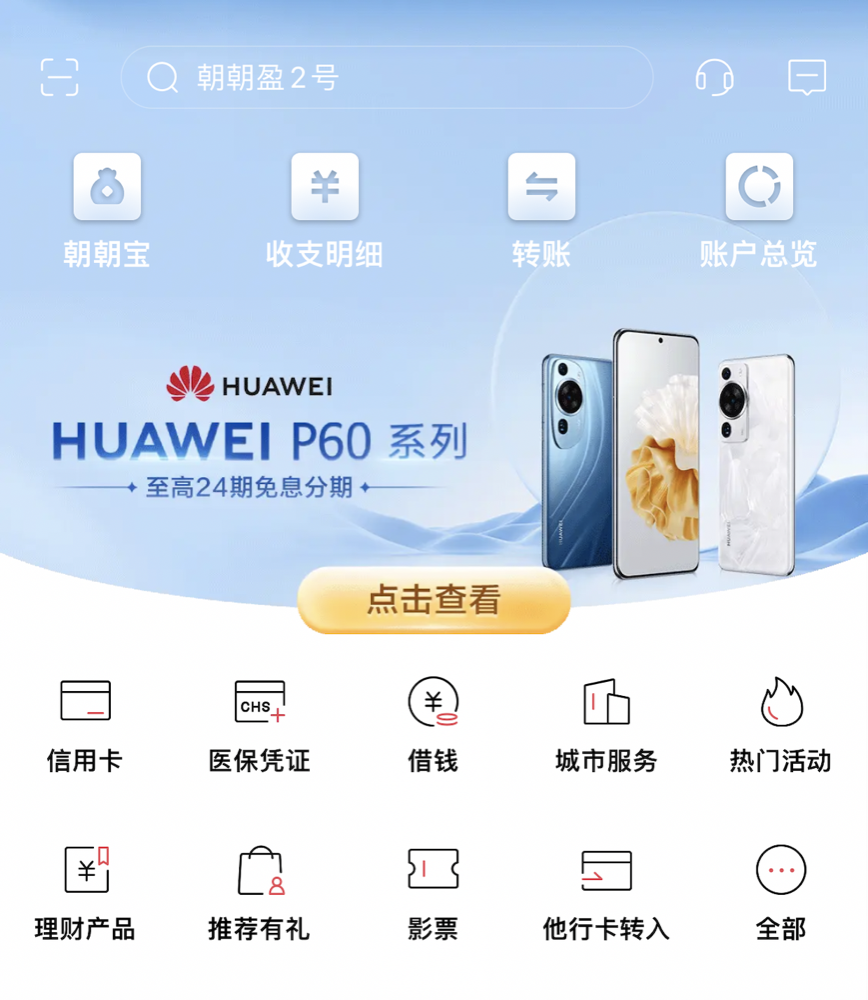 朝朝盈2号
朝朝宝 收支明细 转账 账户总览
HUAWEI
HUAWEI P60 系列
至高24期免息分期
点击查看
CHS
信用卡 医保凭证 借钱 城市服务 热门活动
理财产品 推荐有礼 影票 他行卡转入 全部